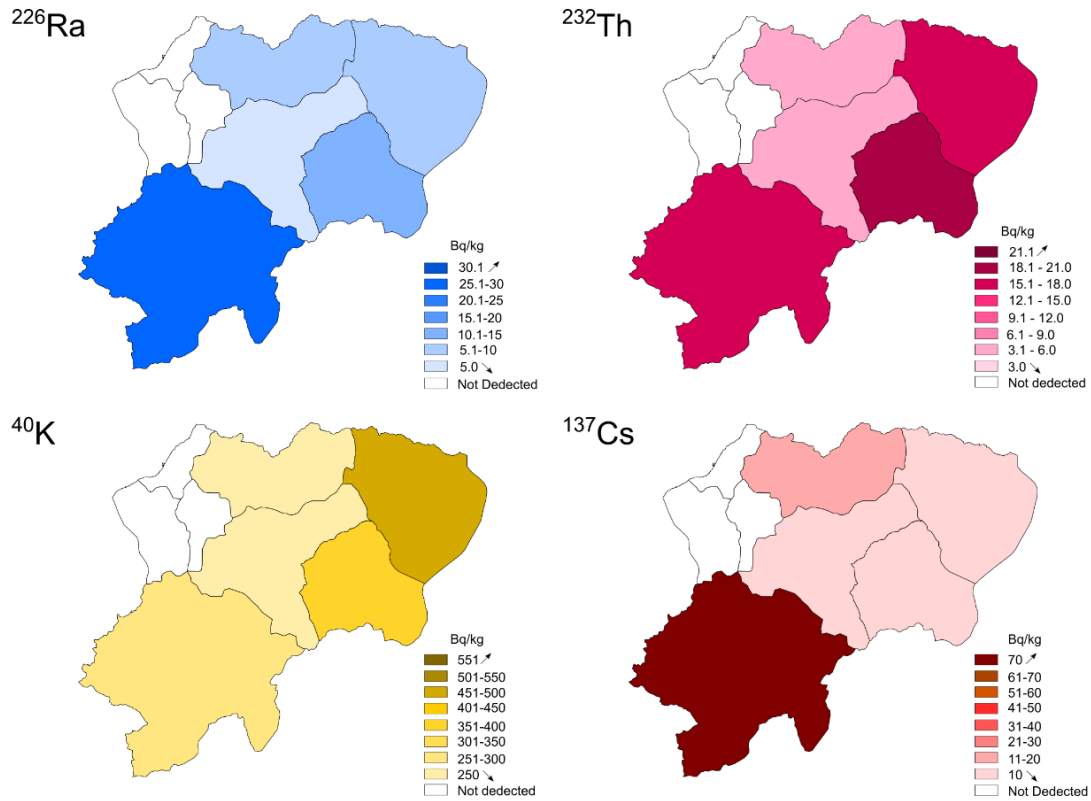 ²²⁶Ra
Bq/kg
30.1 ↗
25.1-30
20.1-25
15.1-20
10.1-15
5.1-10
5.0 ↘
Not Dedected
²³²Th
Bq/kg
21.1 ↗
18.1 - 21.0
15.1 - 18.0
12.1 - 15.0
9.1 - 12.0
6.1 - 9.0
3.1 - 6.0
3.0 ↘
Not dedected
⁴⁰K
Bq/kg
551 ↗
501-550
451-500
401-450
351-400
301-350
251-300
250 ↘
Not dedected
¹³⁷Cs
Bq/kg
70 ↗
61-70
51-60
41-50
31-40
21-30
11-20
10 ↘
Not Dedected